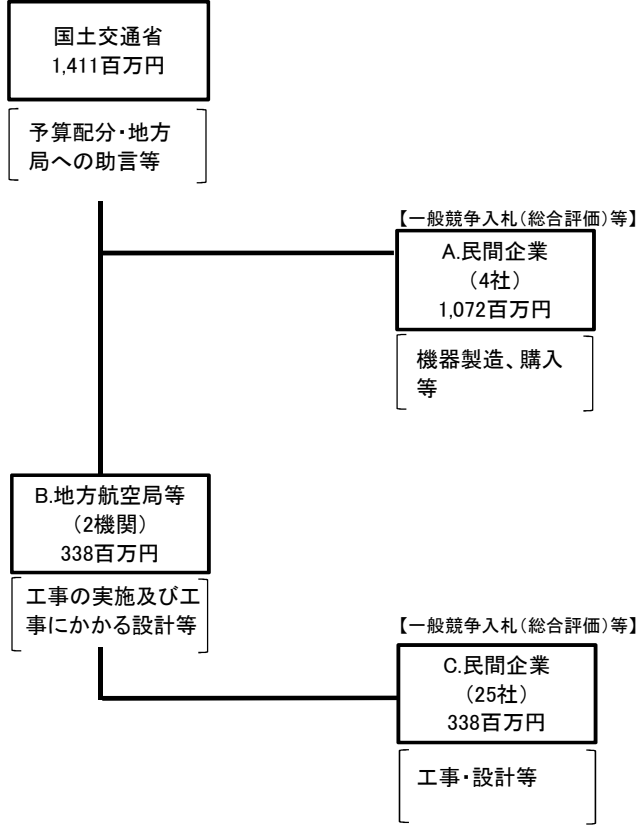 国土交通省
1,411百万円
予算配分・地方
局への助言等
【一般競争入札(総合評価)等】
A.民間企業
(4社)
1,072百万円
機器製造、購入
等
B.地方航空局等
(2機関)
338百万円
工事の実施及び工
事にかかる設計等
【一般競争入札(総合評価)等】
C.民間企業
(25社)
338百万円
工事・設計等